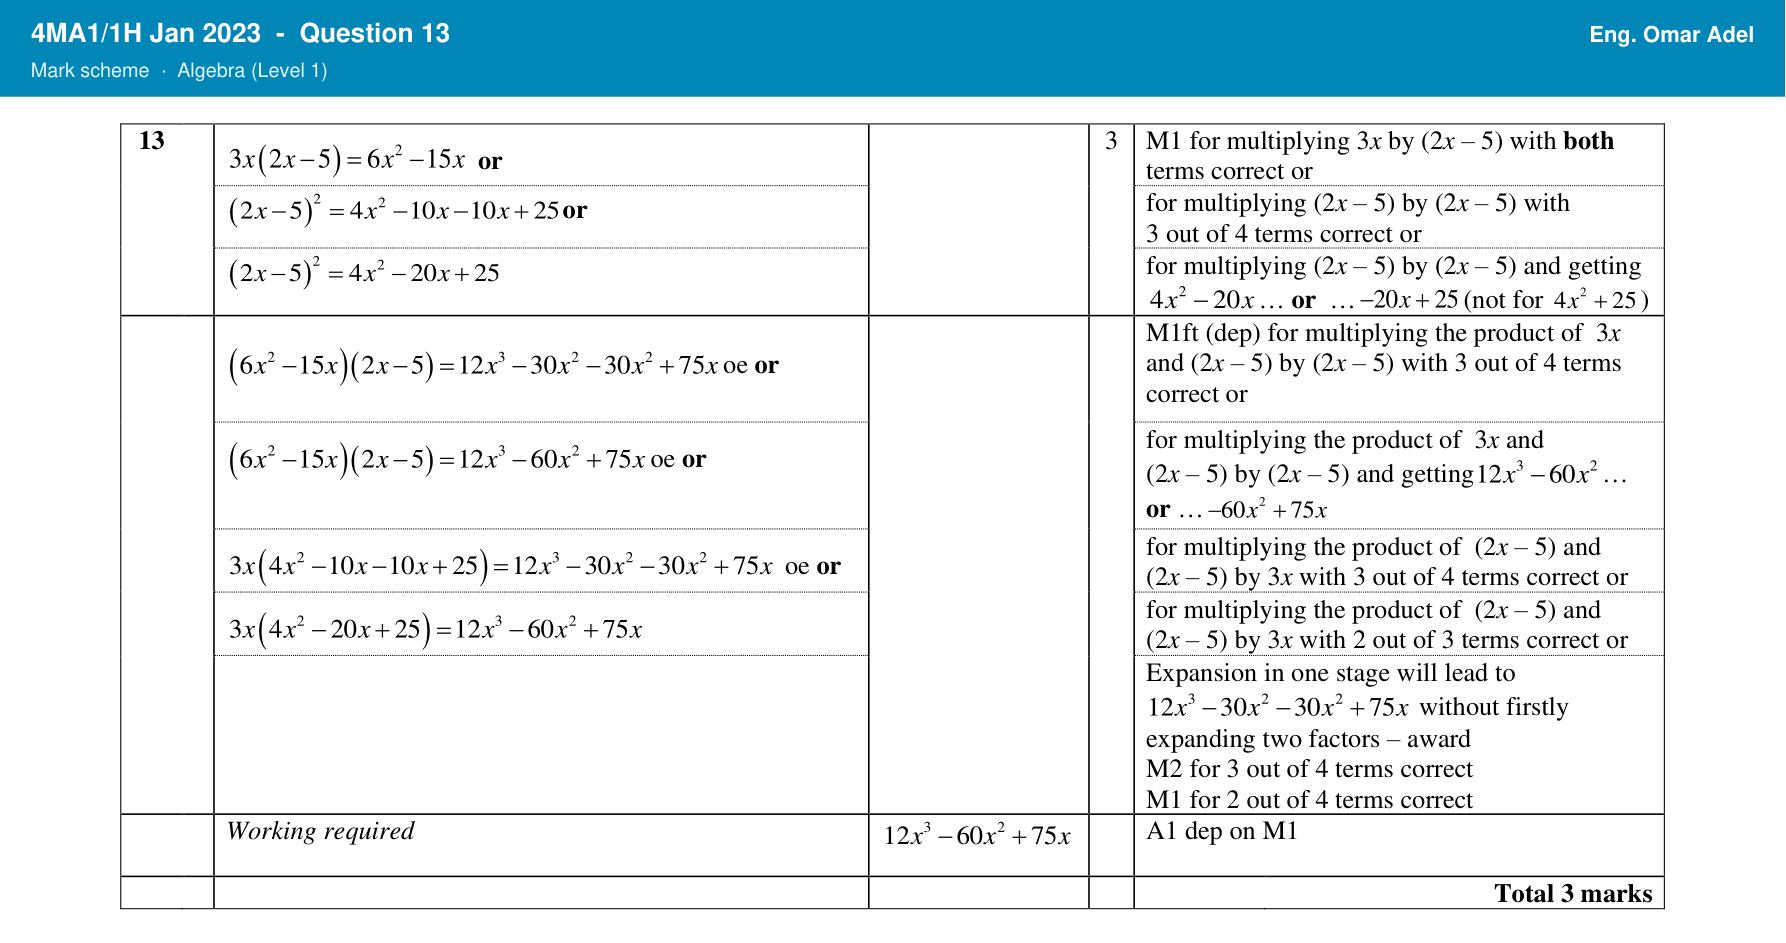 4MA1/1H Jan 2023 - Question 13
Eng. Omar Adel
Mark scheme · Algebra (Level 1)
13
3x(2x−5)=6x²−15x or
3
M1 for multiplying 3x by (2x – 5) with both
terms correct or
(2x−5)²=4x²−10x−10x+25 or
for multiplying (2x – 5) by (2x – 5) with
3 out of 4 terms correct or
(2x−5)²=4x²−20x+25
for multiplying (2x – 5) by (2x – 5) and getting
4x²−20x… or …−20x+25 (not for 4x²+25)
(6x²−15x)(2x−5)=12x³−30x²−30x²+75x oe or
M1ft (dep) for multiplying the product of 3x
and (2x – 5) by (2x – 5) with 3 out of 4 terms
correct or
(6x²−15x)(2x−5)=12x³−60x²+75x oe or
for multiplying the product of 3x and
(2x – 5) by (2x – 5) and getting 12x³−60x²…
or …−60x²+75x
3x(4x²−10x−10x+25)=12x³−30x²−30x²+75x oe or
for multiplying the product of (2x – 5) and
(2x – 5) by 3x with 3 out of 4 terms correct or
3x(4x²−20x+25)=12x³−60x²+75x
for multiplying the product of (2x – 5) and
(2x – 5) by 3x with 2 out of 3 terms correct or
Expansion in one stage will lead to
12x³−30x²−30x²+75x without firstly
expanding two factors – award
M2 for 3 out of 4 terms correct
M1 for 2 out of 4 terms correct
Working required
12x³−60x²+75x
A1 dep on M1
Total 3 marks